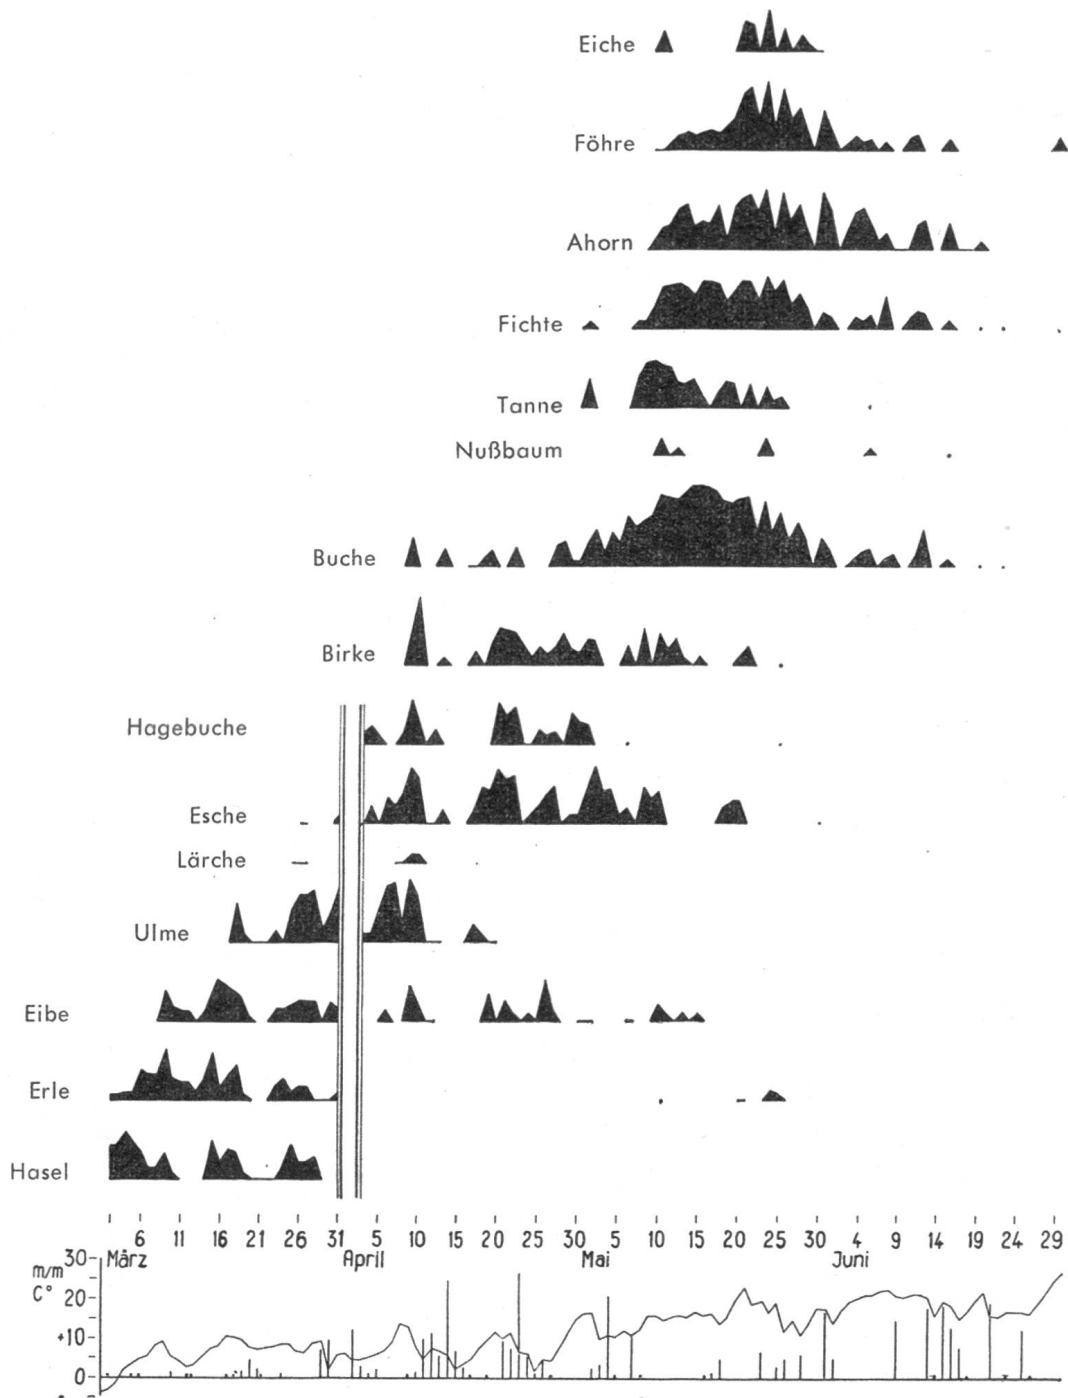 Eiche
Föhre
Ahorn
Fichte
Tanne
Nußbaum
Buche
Birke
Hagebuche
Esche
Lärche
Ulme
Eibe
Erle
Hasel
6 11 16 21 26 31 5 10 15 20 25 30 5 10 15 20 25 30 4 9 14 19 24 29
März April Mai Juni
m/m
C°
30
20
+10
0